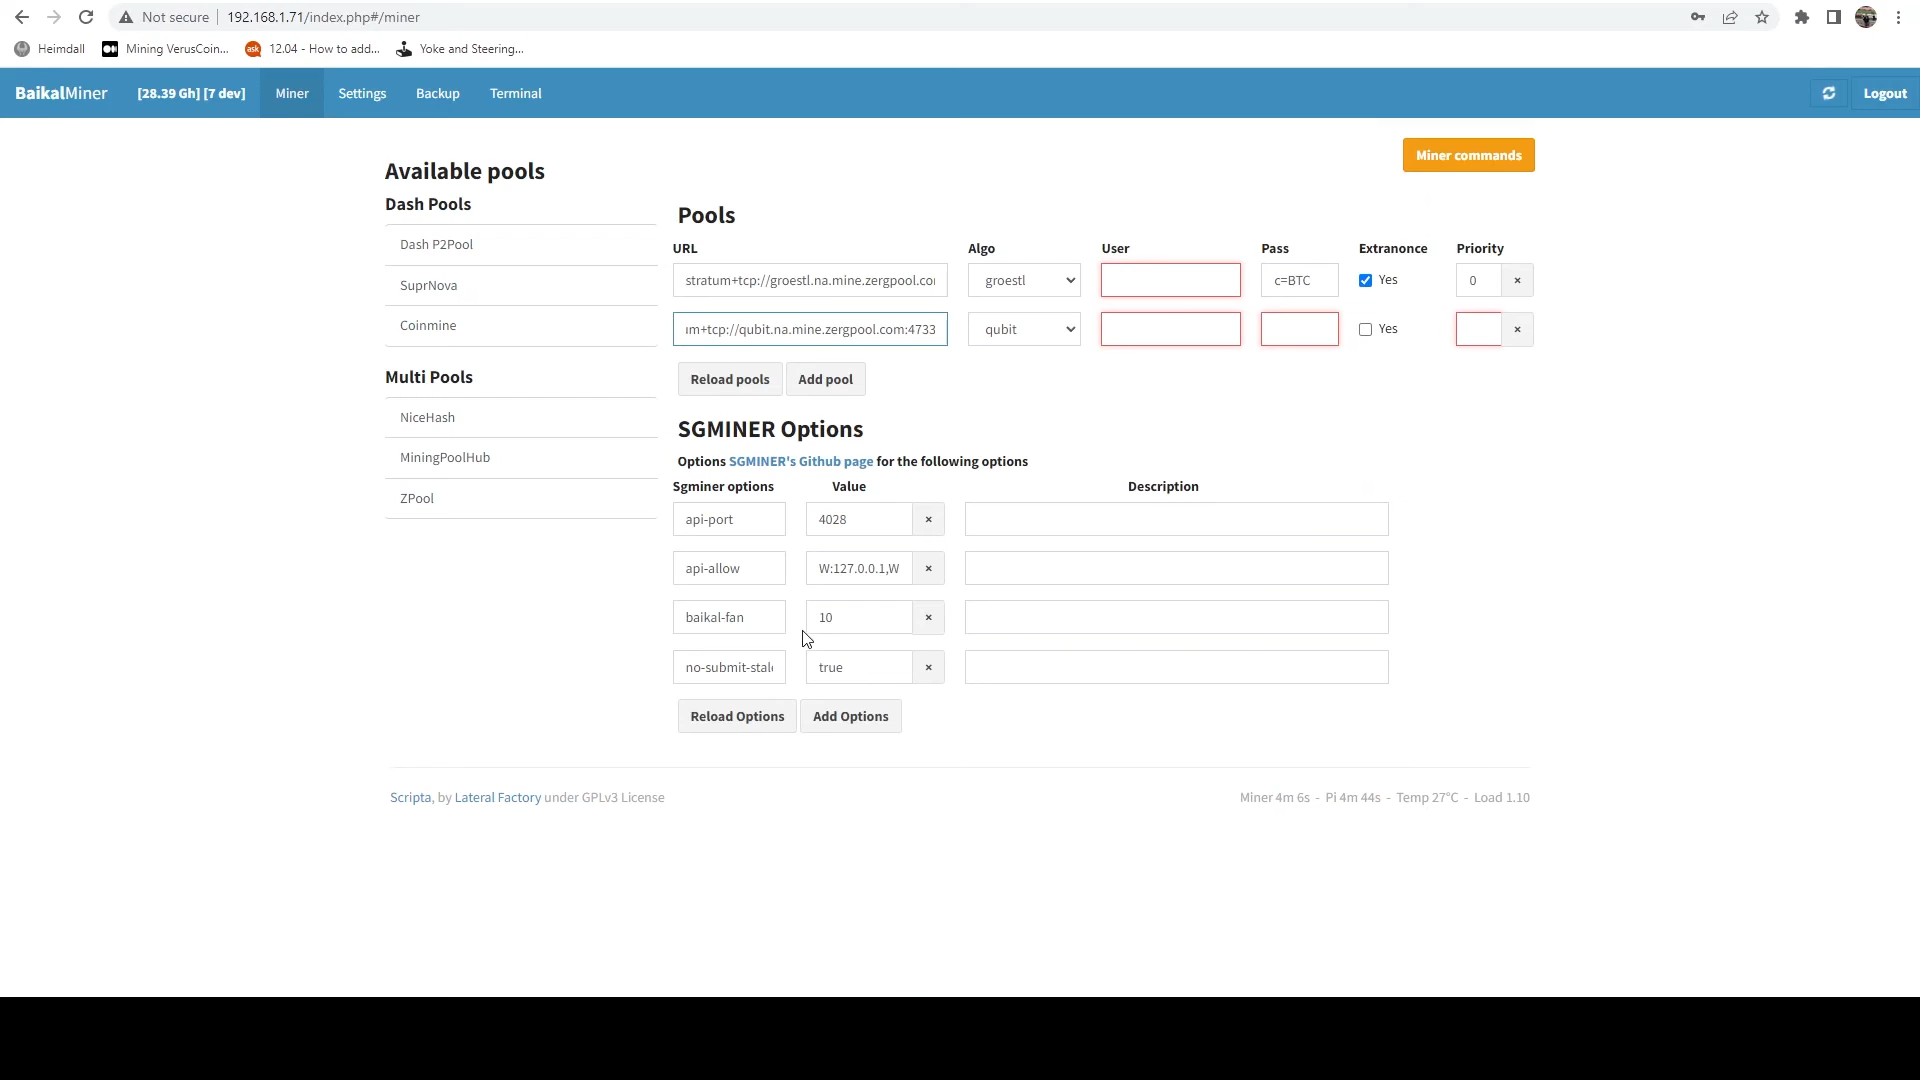 Not secure 192.168.1.71/index.php#/miner
Heimdall Mining VerusCoin... ask 12.04 - How to add... Yoke and Steering...
BaikalMiner [28.39 Gh] [7 dev] Miner Settings Backup Terminal Logout
Miner commands
Available pools
Dash Pools
Dash P2Pool
SuprNova
Coinmine
Multi Pools
NiceHash
MiningPoolHub
ZPool
Pools
URL Algo User Pass Extranonce Priority
stratum+tcp://groestl.na.mine.zergpool.co groestl c=BTC Yes 0 ×
m+tcp://qubit.na.mine.zergpool.com:4733 qubit Yes ×
Reload pools Add pool
SGMINER Options
Options SGMINER's Github page for the following options
Sgminer options Value Description
api-port 4028 ×
api-allow W:127.0.0.1,W ×
baikal-fan 10 ×
no-submit-stal true ×
Reload Options Add Options
Scripta, by Lateral Factory under GPLv3 License
Miner 4m 6s - Pi 4m 44s - Temp 27°C - Load 1.10